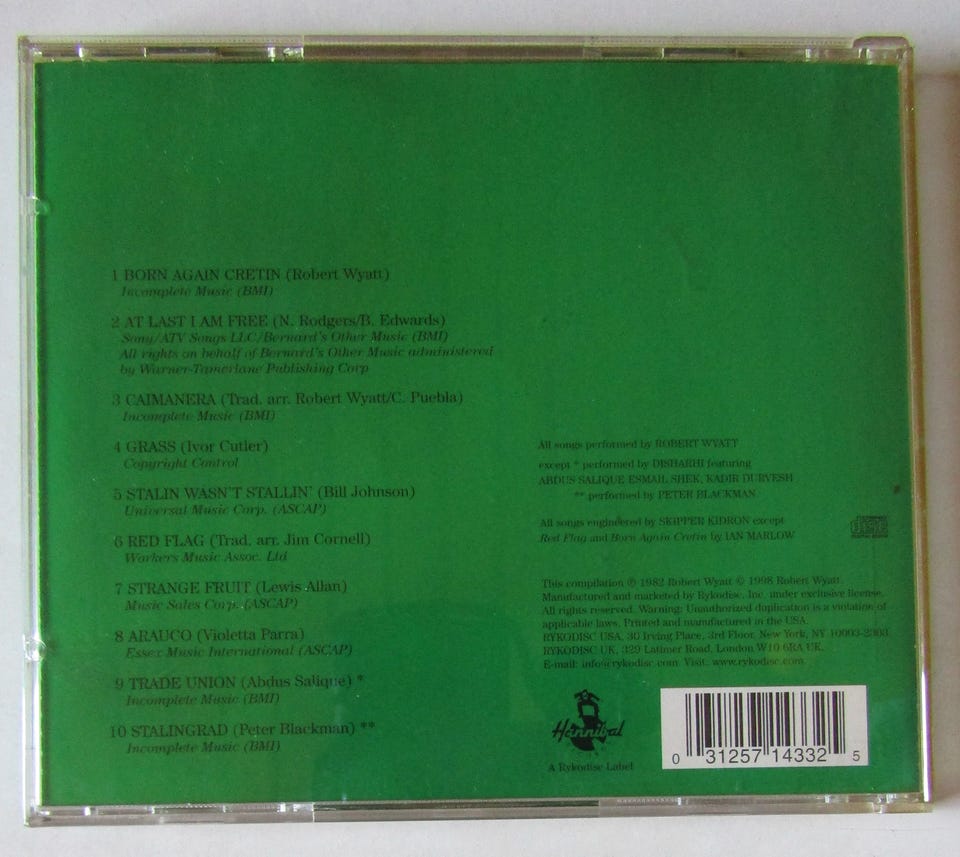 1 BORN AGAIN CRETIN (Robert Wyatt)
Incomplete Music (BMI)
2 AT LAST I AM FREE (N. Rodgers/B. Edwards)
Sony/ATV Songs LLC/Bernard's Other Music (BMI)
All rights on behalf of Bernard's Other Music administered
by Warner-Tamerlane Publishing Corp
3 CAIMANERA (Trad. arr. Robert Wyatt/C. Puebla)
Incomplete Music (BMI)
4 GRASS (Ivor Cutler)
Copyright Control
5 STALIN WASN'T STALLIN' (Bill Johnson)
Universal Music Corp. (ASCAP)
6 RED FLAG (Trad. arr. Jim Cornell)
Workers Music Assoc. Ltd
7 STRANGE FRUIT (Lewis Allan)
Music Sales Corp. (ASCAP)
8 ARAUCO (Violetta Parra)
Essex Music International (ASCAP)
9 TRADE UNION (Abdus Salique) *
Incomplete Music (BMI)
10 STALINGRAD (Peter Blackman) **
Incomplete Music (BMI)
All songs performed by ROBERT WYATT
except * performed by DISHARHI featuring
ABDUS SALIQUE ESMAIL SHEK, KADIR DURVESH
** performed by PETER BLACKMAN
All songs engineered by SKIPPER KIDRON except
Red Flag and Born Again Cretin by IAN MARLOW
This compilation ℗ 1982 Robert Wyatt © 1998 Robert Wyatt.
Manufactured and marketed by Rykodisc, Inc. under exclusive license.
All rights reserved. Warning: Unauthorized duplication is a violation of
applicable laws. Printed and manufactured in the USA.
RYKODISC USA, 30 Irving Place, 3rd Floor, New York, NY 10003-2303
RYKODISC UK, 329 Latimer Road, London W10 6RA UK.
E-mail: info@rykodisc.com Visit: www.rykodisc.com
Hannibal
A Rykodisc Label
0 31257 14332 5